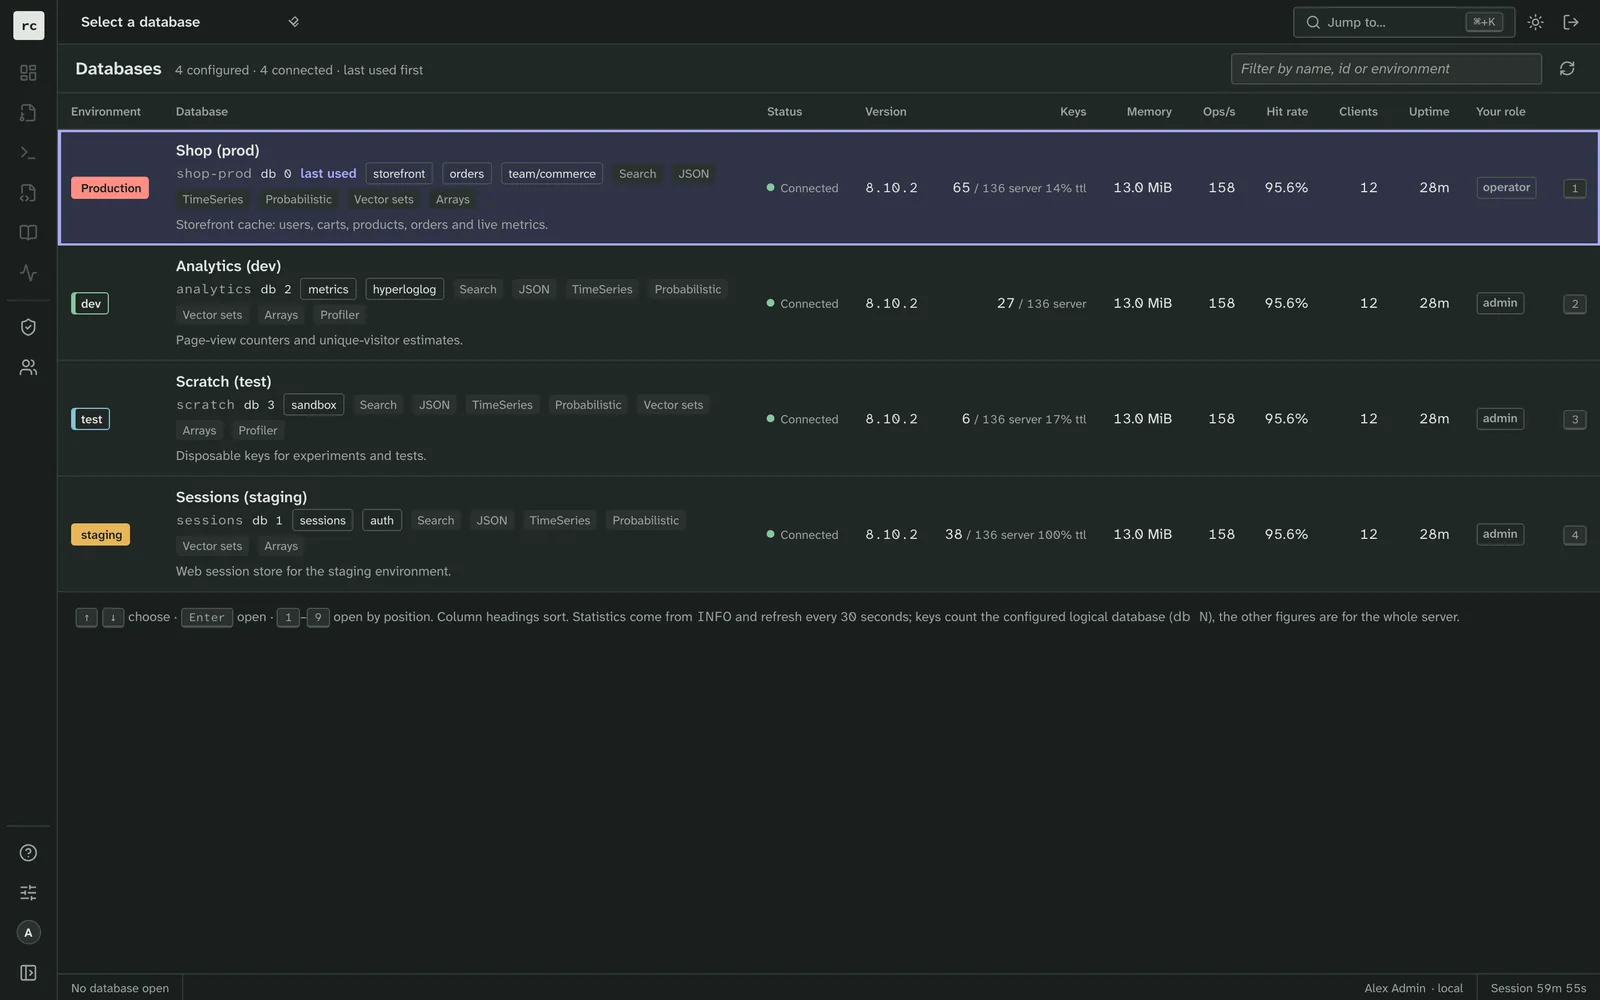 rc
Select a database
Jump to...
⌘+K
Databases
4 configured · 4 connected · last used first
Filter by name, id or environment
Environment Database Status Version Keys Memory Ops/s Hit rate Clients Uptime Your role
Shop (prod)
shop-prod db 0 last used storefront orders team/commerce Search JSON
Production
TimeSeries Probabilistic Vector sets Arrays
Connected 8.10.2 65 / 136 server 14% ttl 13.0 MiB 158 95.6% 12 28m operator 1
Storefront cache: users, carts, products, orders and live metrics.
Analytics (dev)
analytics db 2 metrics hyperloglog Search JSON TimeSeries Probabilistic
dev
Vector sets Arrays Profiler
Connected 8.10.2 27 / 136 server 13.0 MiB 158 95.6% 12 28m admin 2
Page-view counters and unique-visitor estimates.
Scratch (test)
scratch db 3 sandbox Search JSON TimeSeries Probabilistic Vector sets
test
Arrays Profiler
Connected 8.10.2 6 / 136 server 17% ttl 13.0 MiB 158 95.6% 12 28m admin 3
Disposable keys for experiments and tests.
Sessions (staging)
sessions db 1 sessions auth Search JSON TimeSeries Probabilistic
staging
Vector sets Arrays
Connected 8.10.2 38 / 136 server 100% ttl 13.0 MiB 158 95.6% 12 28m admin 4
Web session store for the staging environment.
↑ ↓ choose · Enter open · 1–9 open by position. Column headings sort. Statistics come from INFO and refresh every 30 seconds; keys count the configured logical database (db N), the other figures are for the whole server.
A
No database open
Alex Admin · local
Session 59m 55s